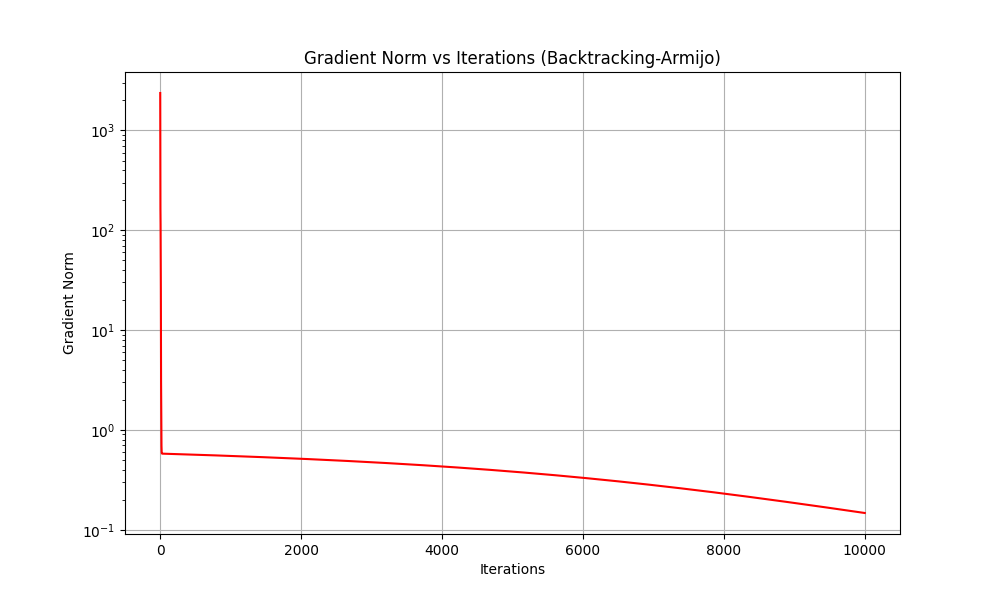 Gradient Norm vs Iterations (Backtracking-Armijo)
Gradient Norm
10³
10²
10¹
10⁰
10⁻¹
0 2000 4000 6000 8000 10000
Iterations